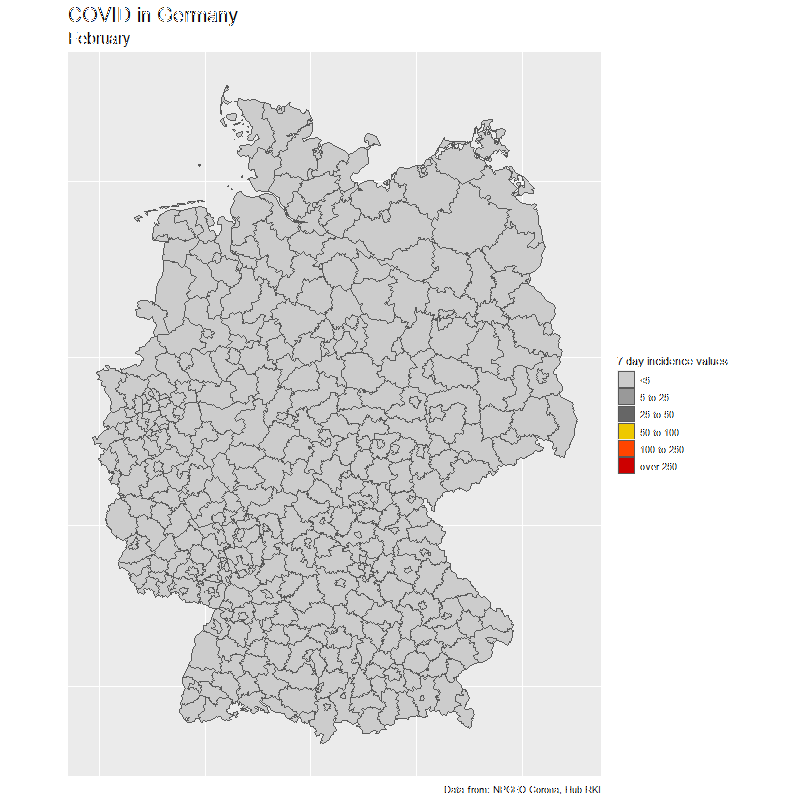 COVID in Germany
February
7 day incidence values
<5
5 to 25
25 to 50
50 to 100
100 to 250
over 250
Data from: NPGEO Corona, Hub RKI